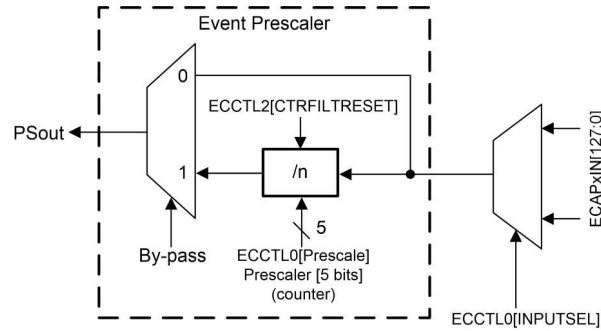 Event Prescaler
0
ECCTL2[CTRFILTRESET]
PSout
1
/n
ECAPxIN[127:0]
5
By-pass
ECCTL0[Prescale]
Prescaler [5 bits]
(counter)
ECCTL0[INPUTSEL]